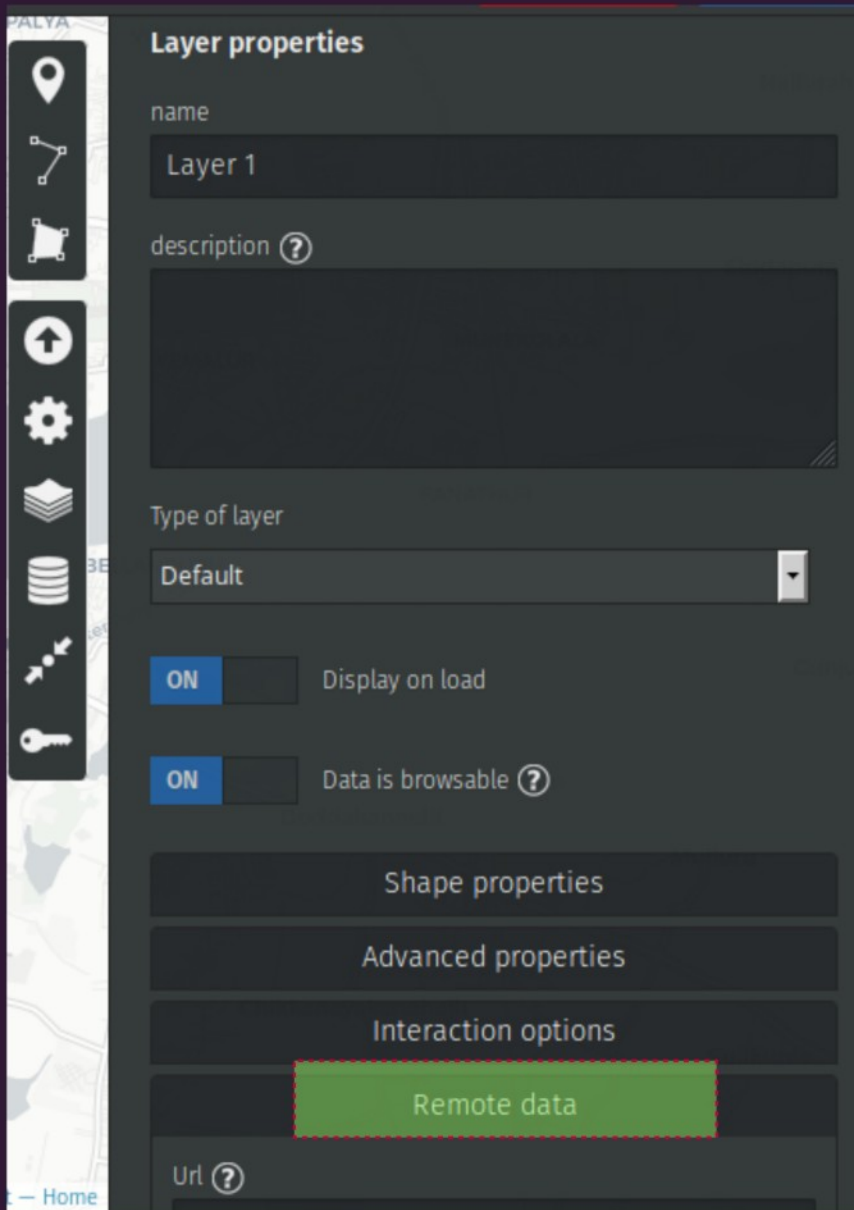 PALYA
Layer properties
name
Layer 1
description ?
Type of layer
Default
BE
ON Display on load
ON Data is browsable ?
Shape properties
Advanced properties
Interaction options
Remote data
Url ?
t — Home